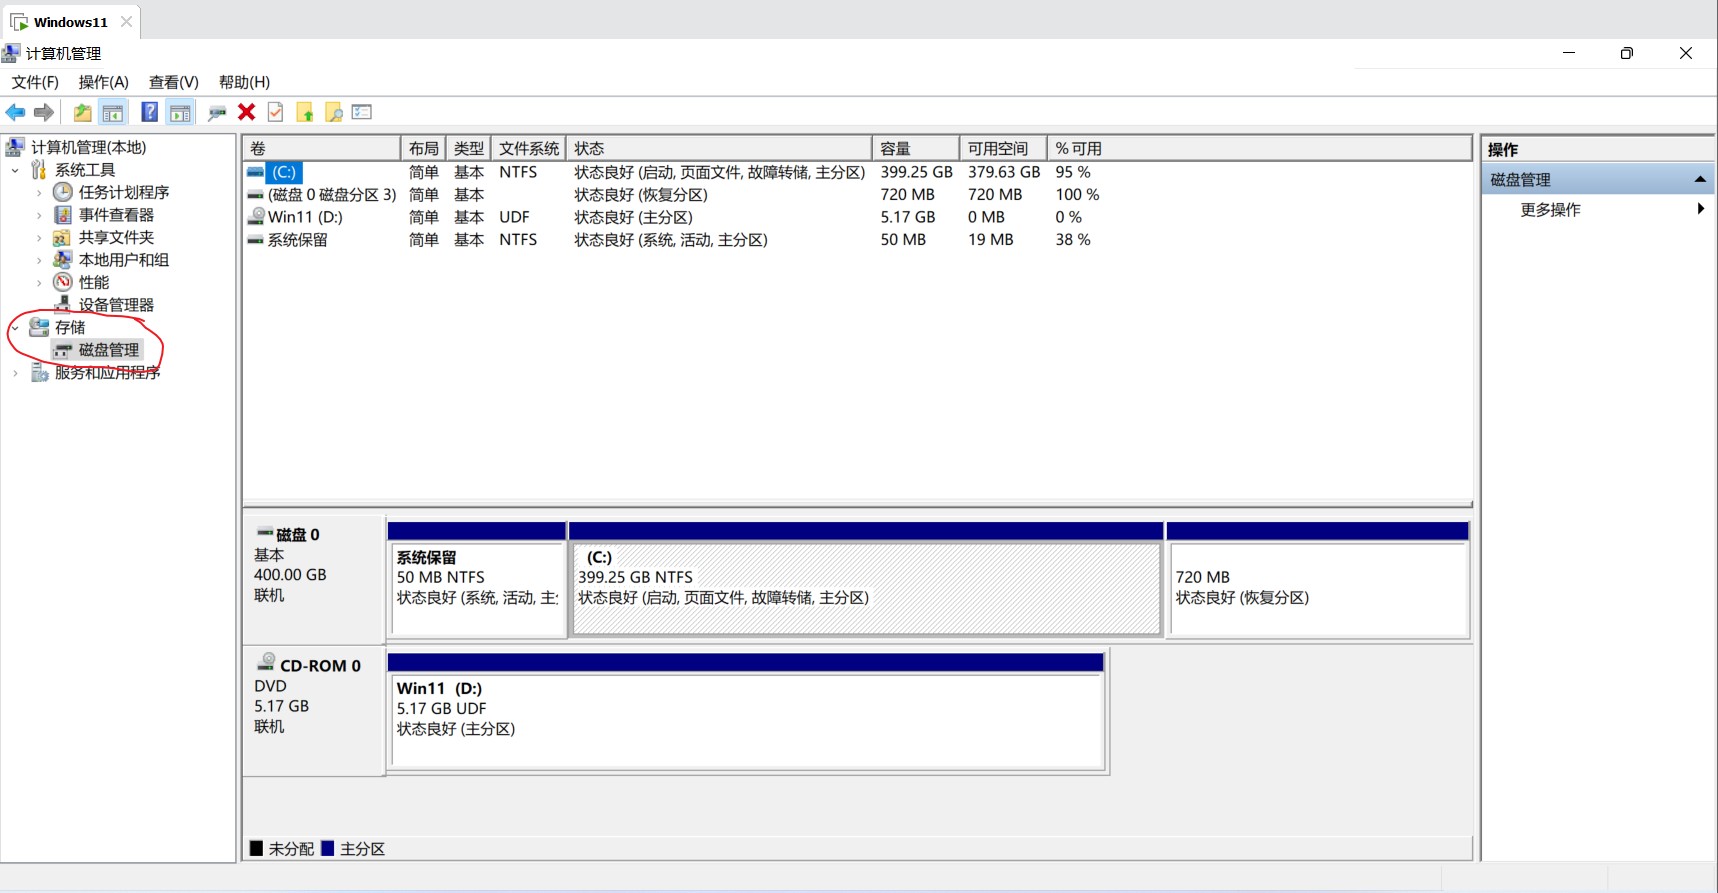 Windows11
计算机管理
文件(F) 操作(A) 查看(V) 帮助(H)
计算机管理(本地)
系统工具
任务计划程序
事件查看器
共享文件夹
本地用户和组
性能
设备管理器
存储
磁盘管理
服务和应用程序
卷 布局 类型 文件系统 状态 容量 可用空间 % 可用
(C:) 简单 基本 NTFS 状态良好 (启动, 页面文件, 故障转储, 主分区) 399.25 GB 379.63 GB 95 %
(磁盘 0 磁盘分区 3) 简单 基本 状态良好 (恢复分区) 720 MB 720 MB 100 %
Win11 (D:) 简单 基本 UDF 状态良好 (主分区) 5.17 GB 0 MB 0 %
系统保留 简单 基本 NTFS 状态良好 (系统, 活动, 主分区) 50 MB 19 MB 38 %
磁盘 0
基本
400.00 GB
联机
系统保留
50 MB NTFS
状态良好 (系统, 活动, 主
(C:)
399.25 GB NTFS
状态良好 (启动, 页面文件, 故障转储, 主分区)
720 MB
状态良好 (恢复分区)
CD-ROM 0
DVD
5.17 GB
联机
Win11 (D:)
5.17 GB UDF
状态良好 (主分区)
未分配 主分区
操作
磁盘管理
更多操作